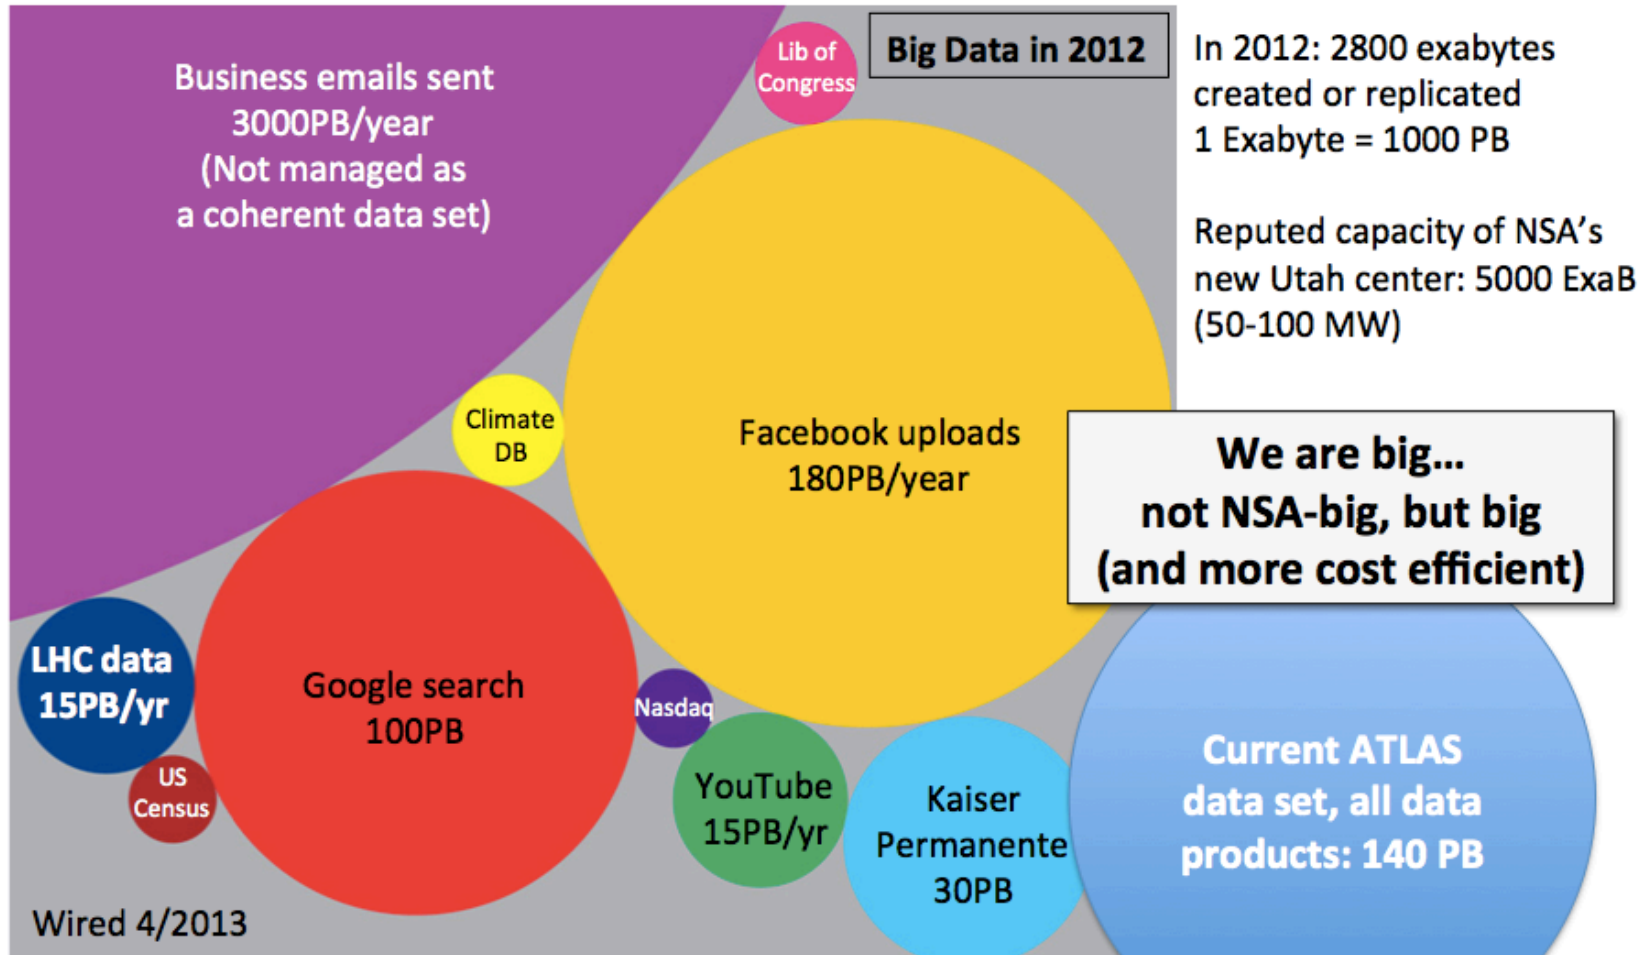 Business emails sent
3000PB/year
(Not managed as
a coherent data set)
Lib of
Congress
Big Data in 2012
In 2012: 2800 exabytes
created or replicated
1 Exabyte = 1000 PB
Reputed capacity of NSA’s
new Utah center: 5000 ExaB
(50-100 MW)
Climate
DB
Facebook uploads
180PB/year
We are big…
not NSA-big, but big
(and more cost efficient)
LHC data
15PB/yr
Google search
100PB
Nasdaq
US
Census
YouTube
15PB/yr
Kaiser
Permanente
30PB
Current ATLAS
data set, all data
products: 140 PB
Wired 4/2013